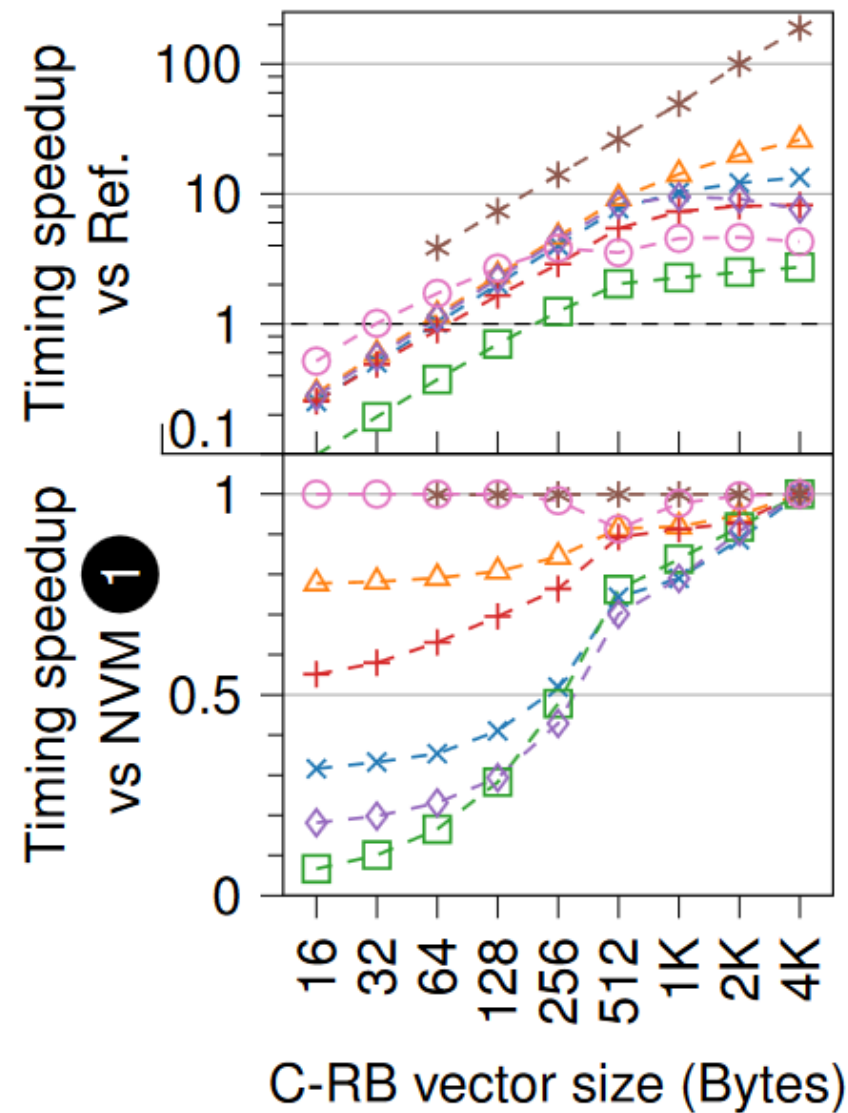 Timing speedup
vs Ref.
100
10
1
0.1
Timing speedup
vs NVM 1
1
0.5
0
16
32
64
128
256
512
1K
2K
4K
C-RB vector size (Bytes)